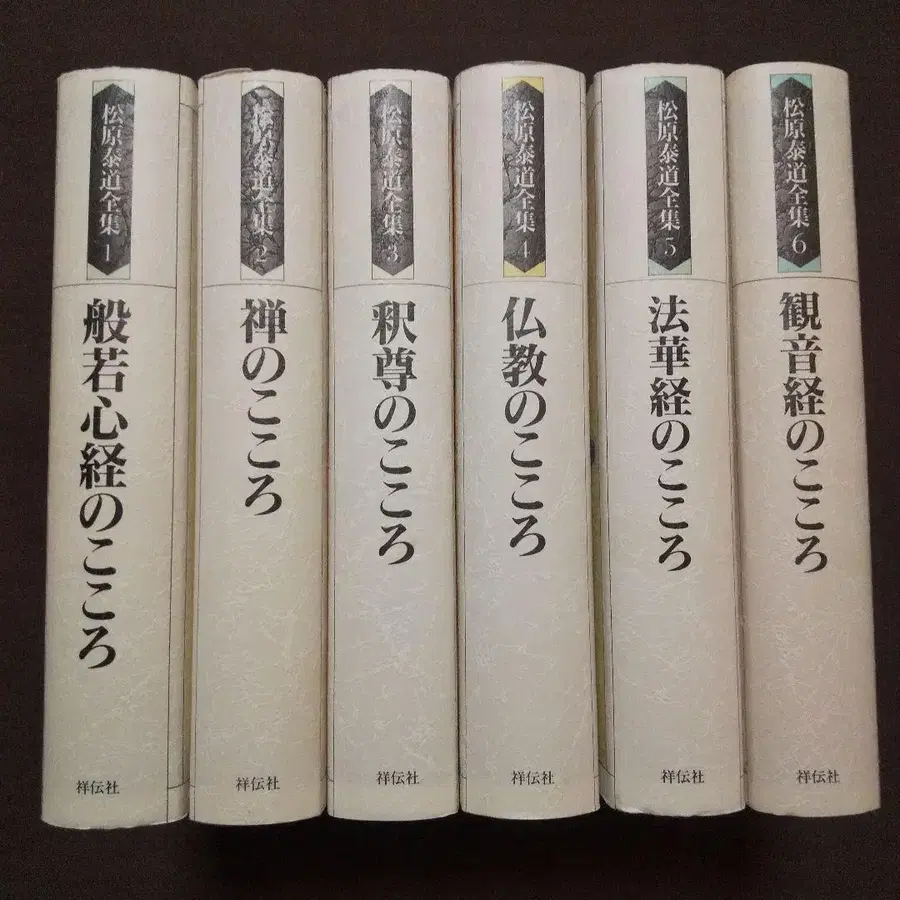 松原泰道全集 1
般若心経のこころ
祥伝社
松原泰道全集 2
禅のこころ
祥伝社
松原泰道全集 3
釈尊のこころ
祥伝社
松原泰道全集 4
仏教のこころ
祥伝社
松原泰道全集 5
法華経のこころ
祥伝社
松原泰道全集 6
観音経のこころ
祥伝社